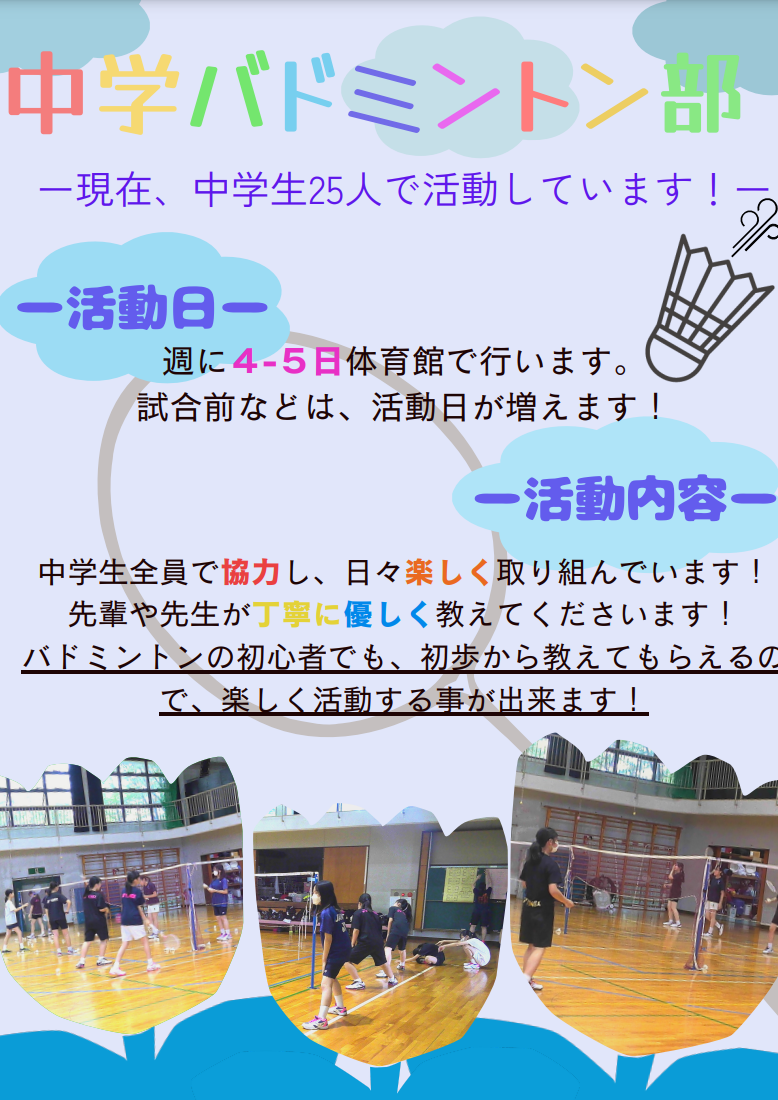 中学バドミントン部
ー現在、中学生25人で活動しています！ー
ー活動日ー
週に4-5日体育館で行います。
試合前などは、活動日が増えます！
ー活動内容ー
中学生全員で協力し、日々楽しく取り組んでいます！
先輩や先生が丁寧に優しく教えてくださいます！
バドミントンの初心者でも、初歩から教えてもらえるの
で、楽しく活動する事が出来ます！